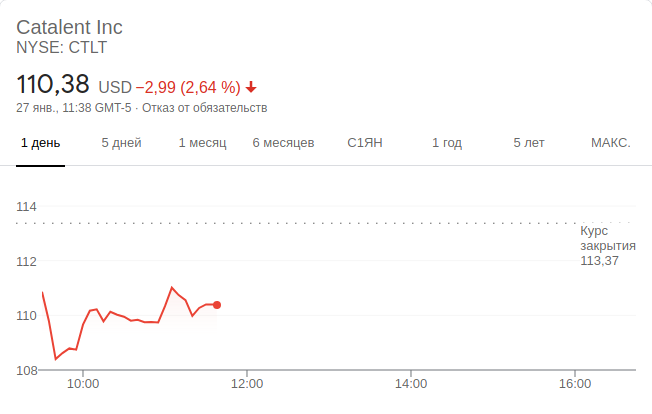 Catalent Inc
NYSE: CTLT
110,38 USD −2,99 (2,64 %)
27 янв., 11:38 GMT-5 · Отказ от обязательств
1 день 5 дней 1 месяц 6 месяцев С1ЯН 1 год 5 лет МАКС.
114
Курс
закрытия
113,37
112
110
108
10:00 12:00 14:00 16:00